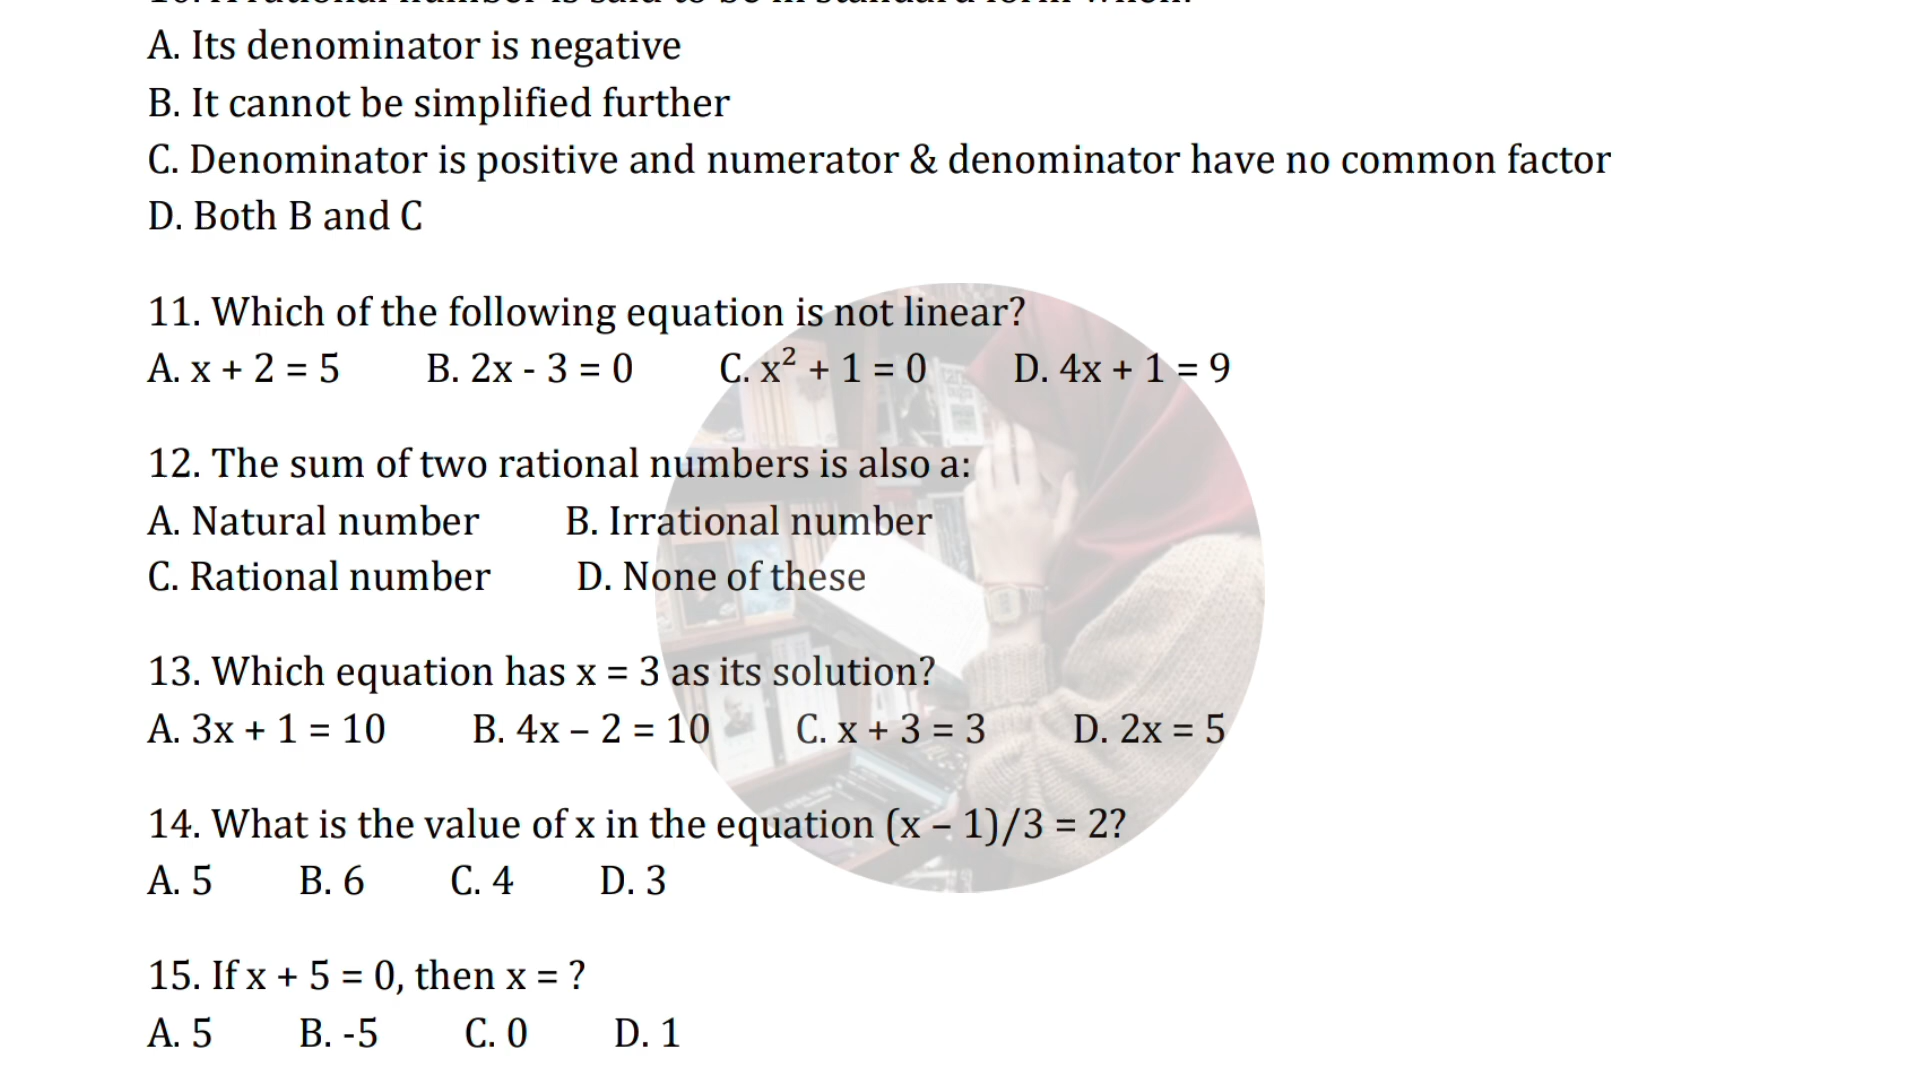 A. Its denominator is negative
B. It cannot be simplified further
C. Denominator is positive and numerator & denominator have no common factor
D. Both B and C
11. Which of the following equation is not linear?
A. x + 2 = 5 B. 2x - 3 = 0 C. x² + 1 = 0 D. 4x + 1 = 9
12. The sum of two rational numbers is also a:
A. Natural number B. Irrational number
C. Rational number D. None of these
13. Which equation has x = 3 as its solution?
A. 3x + 1 = 10 B. 4x – 2 = 10 C. x + 3 = 3 D. 2x = 5
14. What is the value of x in the equation (x – 1)/3 = 2?
A. 5 B. 6 C. 4 D. 3
15. If x + 5 = 0, then x = ?
A. 5 B. -5 C. 0 D. 1